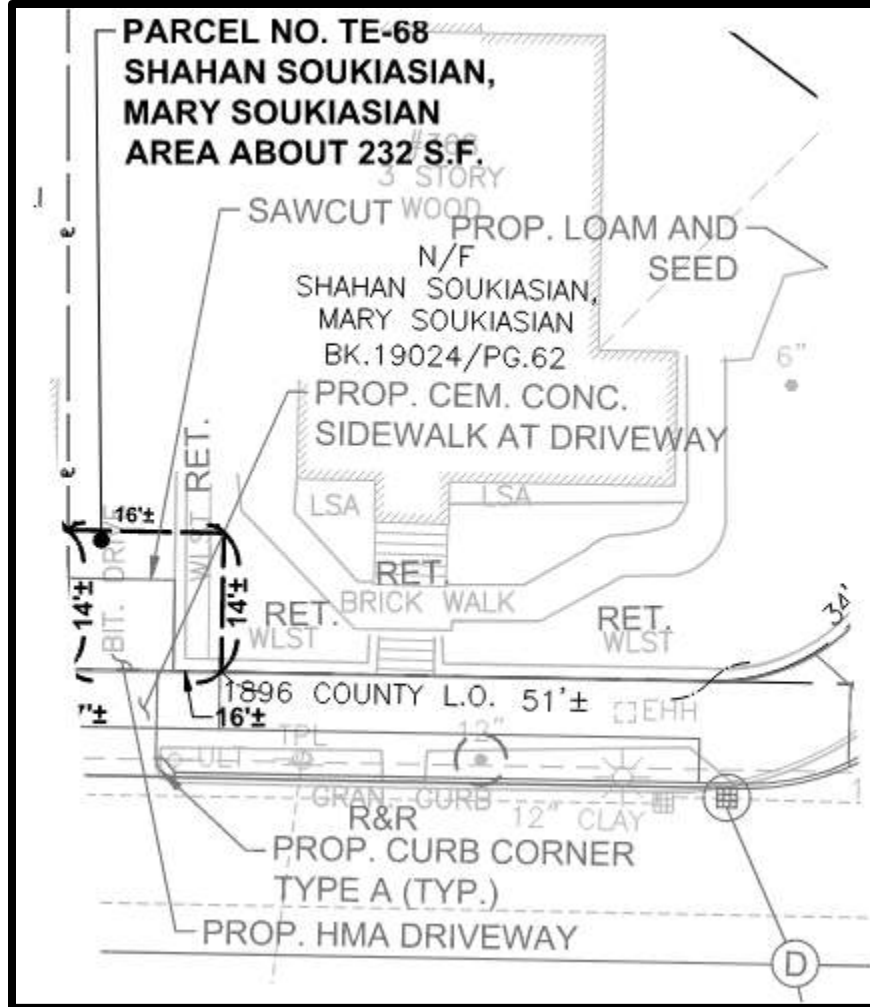 PARCEL NO. TE-68
SHAHAN SOUKIASIAN,
MARY SOUKIASIAN
AREA ABOUT 232 S.F.
3 STORY
WOOD
SAWCUT
PROP. LOAM AND
SEED
N/F
SHAHAN SOUKIASIAN,
MARY SOUKIASIAN
BK.19024/PG.62
6"
PROP. CEM. CONC.
SIDEWALK AT DRIVEWAY
RET.
WLST
LSA
LSA
16'±
BIT. DRIVE
14'±
14'±
RET.
BRICK WALK
RET.
WLST
RET.
WLST
34'
1896 COUNTY L.O.
51'±
16'±
EHH
TPL
12"
ULT
GRAN. CURB
12" CLAY
R&R
PROP. CURB CORNER
TYPE A (TYP.)
PROP. HMA DRIVEWAY
D